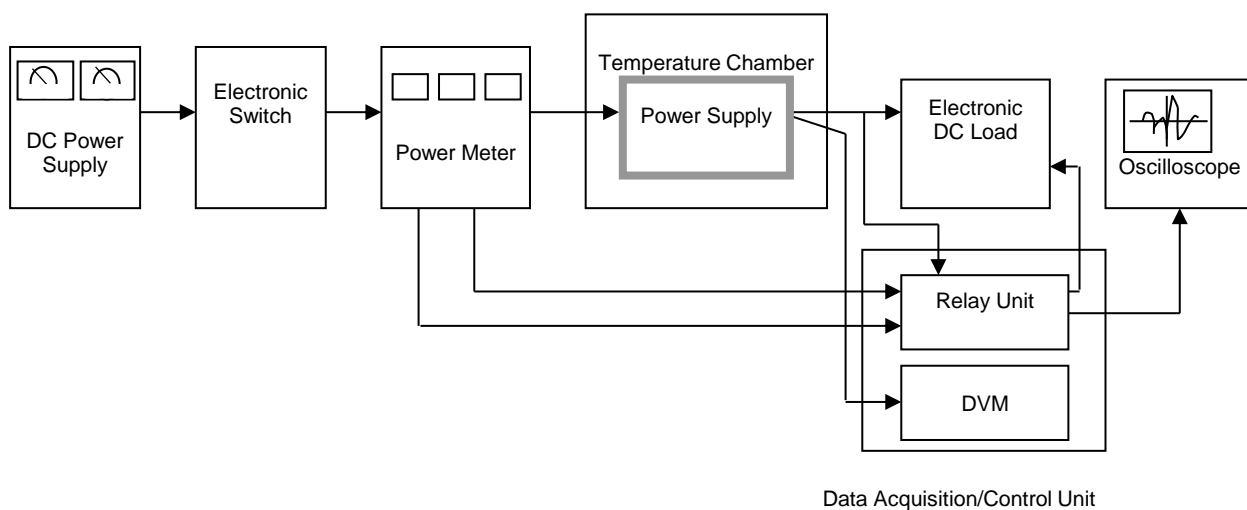 DC Power
Supply
Electronic
Switch
Power Meter
Temperature Chamber
Power Supply
Electronic
DC Load
Oscilloscope
Relay Unit
DVM
Data Acquisition/Control Unit